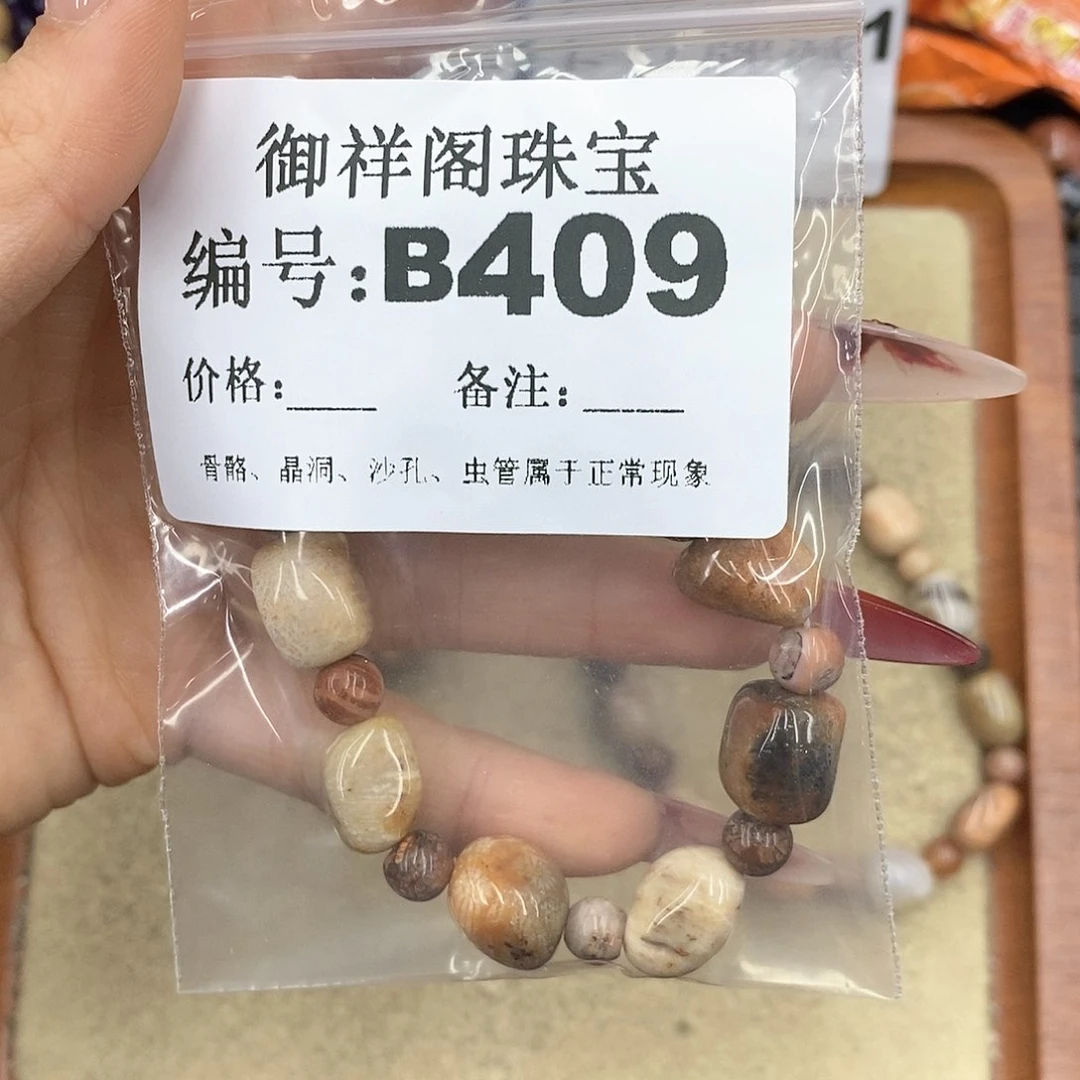 御祥阁珠宝
编号:B409
价格:____ 备注:____
骨骼、晶洞、沙孔、虫管属于正常现象
1